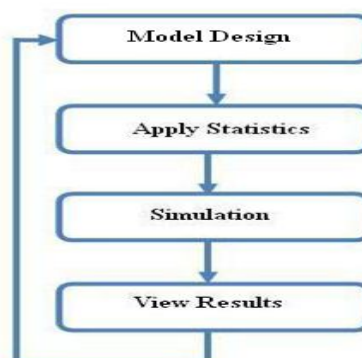 Model Design
Apply Statistics
Simulation
View Results